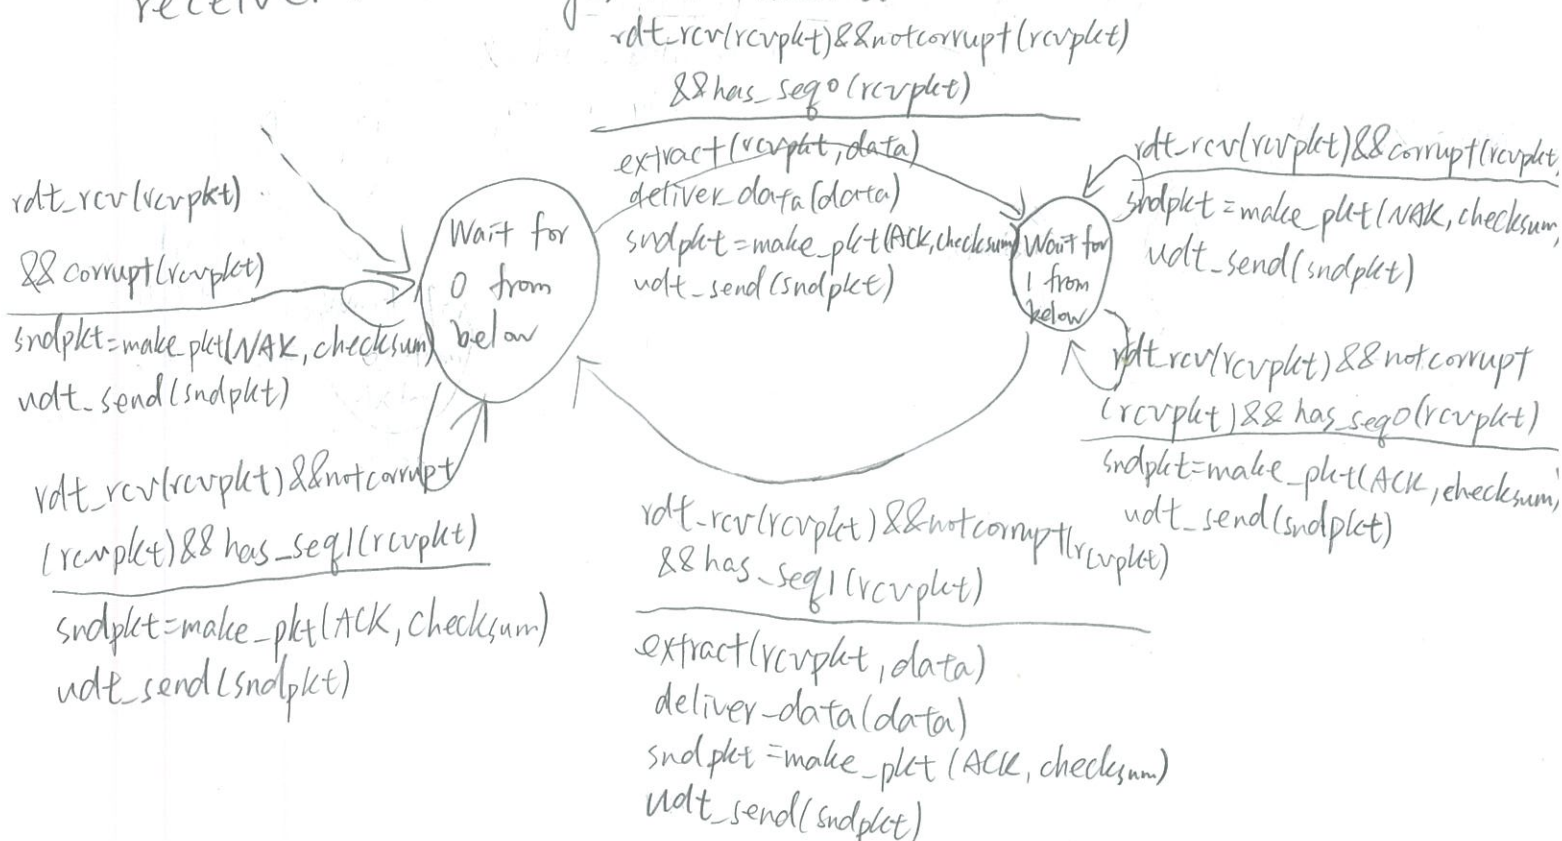 receiver
rdt_rcv(rcvpkt)&&notcorrupt(rcvpkt)
&&has_seq0(rcvpkt)
extract(rcvpkt,data)
deliver_data(data)
sndpkt=make_pkt(ACK,checksum)
udt_send(sndpkt)
rdt_rcv(rcvpkt)
&&corrupt(rcvpkt)
sndpkt=make_pkt(NAK,checksum)
udt_send(sndpkt)
Wait for
0 from
below
Wait for
1 from
below
rdt_rcv(rcvpkt)&&corrupt(rcvpkt
sndpkt=make_pkt(NAK,checksum)
udt_send(sndpkt)
rdt_rcv(rcvpkt)&&notcorrupt
(rcvpkt)&&has_seq0(rcvpkt)
sndpkt=make_pkt(ACK,checksum)
udt_send(sndpkt)
rdt_rcv(rcvpkt)&&notcorrupt
(rcvpkt)&&has_seq1(rcvpkt)
sndpkt=make_pkt(ACK,checksum)
udt_send(sndpkt)
rdt_rcv(rcvpkt)&&notcorrupt(rcvpkt)
&&has_seq1(rcvpkt)
extract(rcvpkt,data)
deliver_data(data)
sndpkt=make_pkt(ACK,checksum)
udt_send(sndpkt)